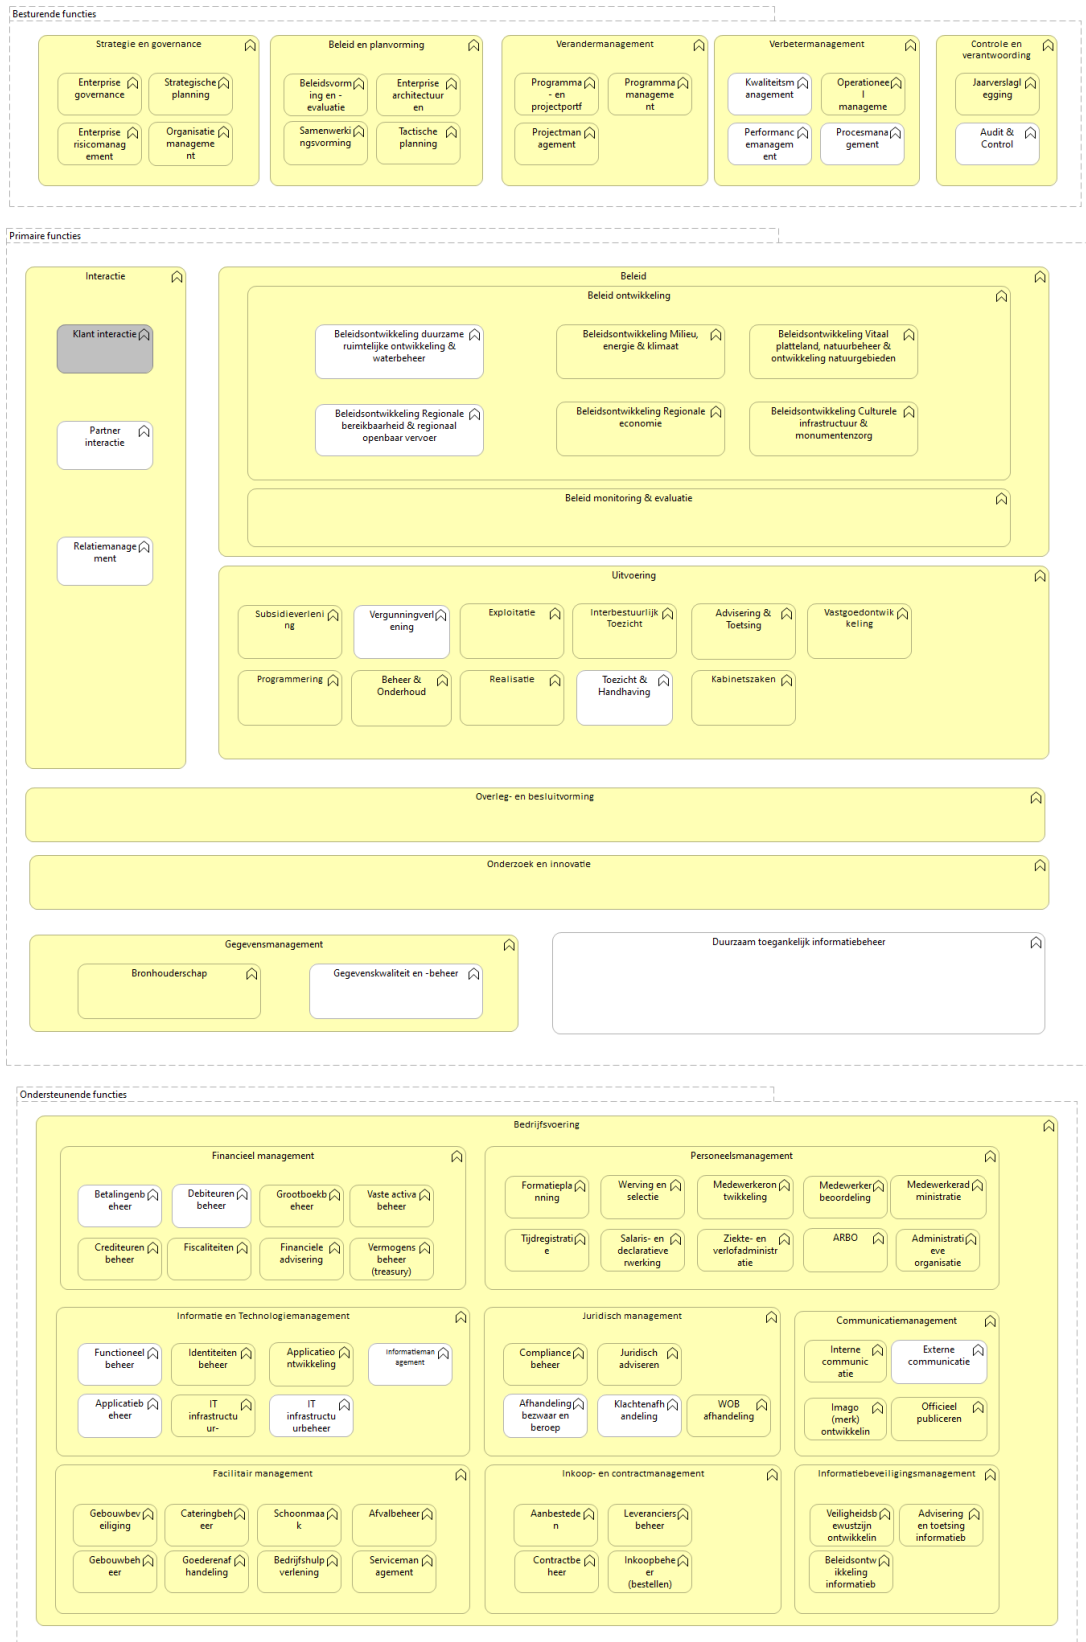 Besturende functies
Strategie en governance
Enterprise
governance
Strategische
planning
Enterprise
risicomanag
ement
Organisatie
manageme
nt
Beleid en planvorming
Beleidsvorm
ing en -
evaluatie
Enterprise
architectuur
en
Samenwerki
ngsvorming
Tactische
planning
Verandermanagement
Programma
- en
projectportf
Programma
manageme
nt
Projectman
agement
Verbetermanagement
Kwaliteitsm
anagement
Operationee
l
manageme
Performanc
emanagem
ent
Procesmana
gement
Controle en
verantwoording
Jaarverslagl
egging
Audit &
Control
Primaire functies
Interactie
Klant interactie
Partner
interactie
Relatiemanage
ment
Beleid
Beleid ontwikkeling
Beleidsontwikkeling duurzame
ruimtelijke ontwikkeling &
waterbeheer
Beleidsontwikkeling Milieu,
energie & klimaat
Beleidsontwikkeling Vitaal
platteland, natuurbeheer &
ontwikkeling natuurgebieden
Beleidsontwikkeling Regionale
bereikbaarheid & regionaal
openbaar vervoer
Beleidsontwikkeling Regionale
economie
Beleidsontwikkeling Culturele
infrastructuur &
monumentenzorg
Beleid monitoring & evaluatie
Uitvoering
Subsidieverleni
ng
Vergunningverl
ening
Exploitatie
Interbestuurlijk
Toezicht
Advisering &
Toetsing
Vastgoedontwik
keling
Programmering
Beheer &
Onderhoud
Realisatie
Toezicht &
Handhaving
Kabinetszaken
Overleg- en besluitvorming
Onderzoek en innovatie
Gegevensmanagement
Bronhouderschap
Gegevenskwaliteit en -beheer
Duurzaam toegankelijk informatiebeheer
Ondersteunende functies
Bedrijfsvoering
Financieel management
Betalingenb
eheer
Debiteuren
beheer
Grootboekb
eheer
Vaste activa
beheer
Crediteuren
beheer
Fiscaliteiten
Financiele
advisering
Vermogens
beheer
(treasury)
Personeelsmanagement
Formatiepla
nning
Werving en
selectie
Medewerkeron
twikkeling
Medewerker
beoordeling
Medewerkerad
ministratie
Tijdregistrati
e
Salaris- en
declaratieve
rwerking
Ziekte- en
verlofadministr
atie
ARBO
Administrati
eve
organisatie
Informatie en Technologiemanagement
Functioneel
beheer
Identiteiten
beheer
Applicatieo
ntwikkeling
Informatieman
agement
Applicatieb
eheer
IT
infrastructu
ur-
IT
infrastructu
urbeheer
Juridisch management
Compliance
beheer
Juridisch
adviseren
Afhandeling
bezwaar en
beroep
Klachtenafh
andeling
WOB
afhandeling
Communicatiemanagement
Interne
communic
atie
Externe
communicatie
Imago
(merk)
ontwikkelin
Officieel
publiceren
Facilitair management
Gebouwbev
eiliging
Cateringbeh
eer
Schoonmaa
k
Afvalbeheer
Gebouwbeh
eer
Goederenaf
handeling
Bedrijfshulp
verlening
Serviceman
agement
Inkoop- en contractmanagement
Aanbestede
n
Leveranciers
beheer
Contractbe
heer
Inkoopbehe
er
(bestellen)
Informatiebeveiligingsmanagement
Veiligheidsb
ewustzijn
ontwikkelin
Advisering
en toetsing
informatieb
Beleidsontw
ikkeling
informatieb